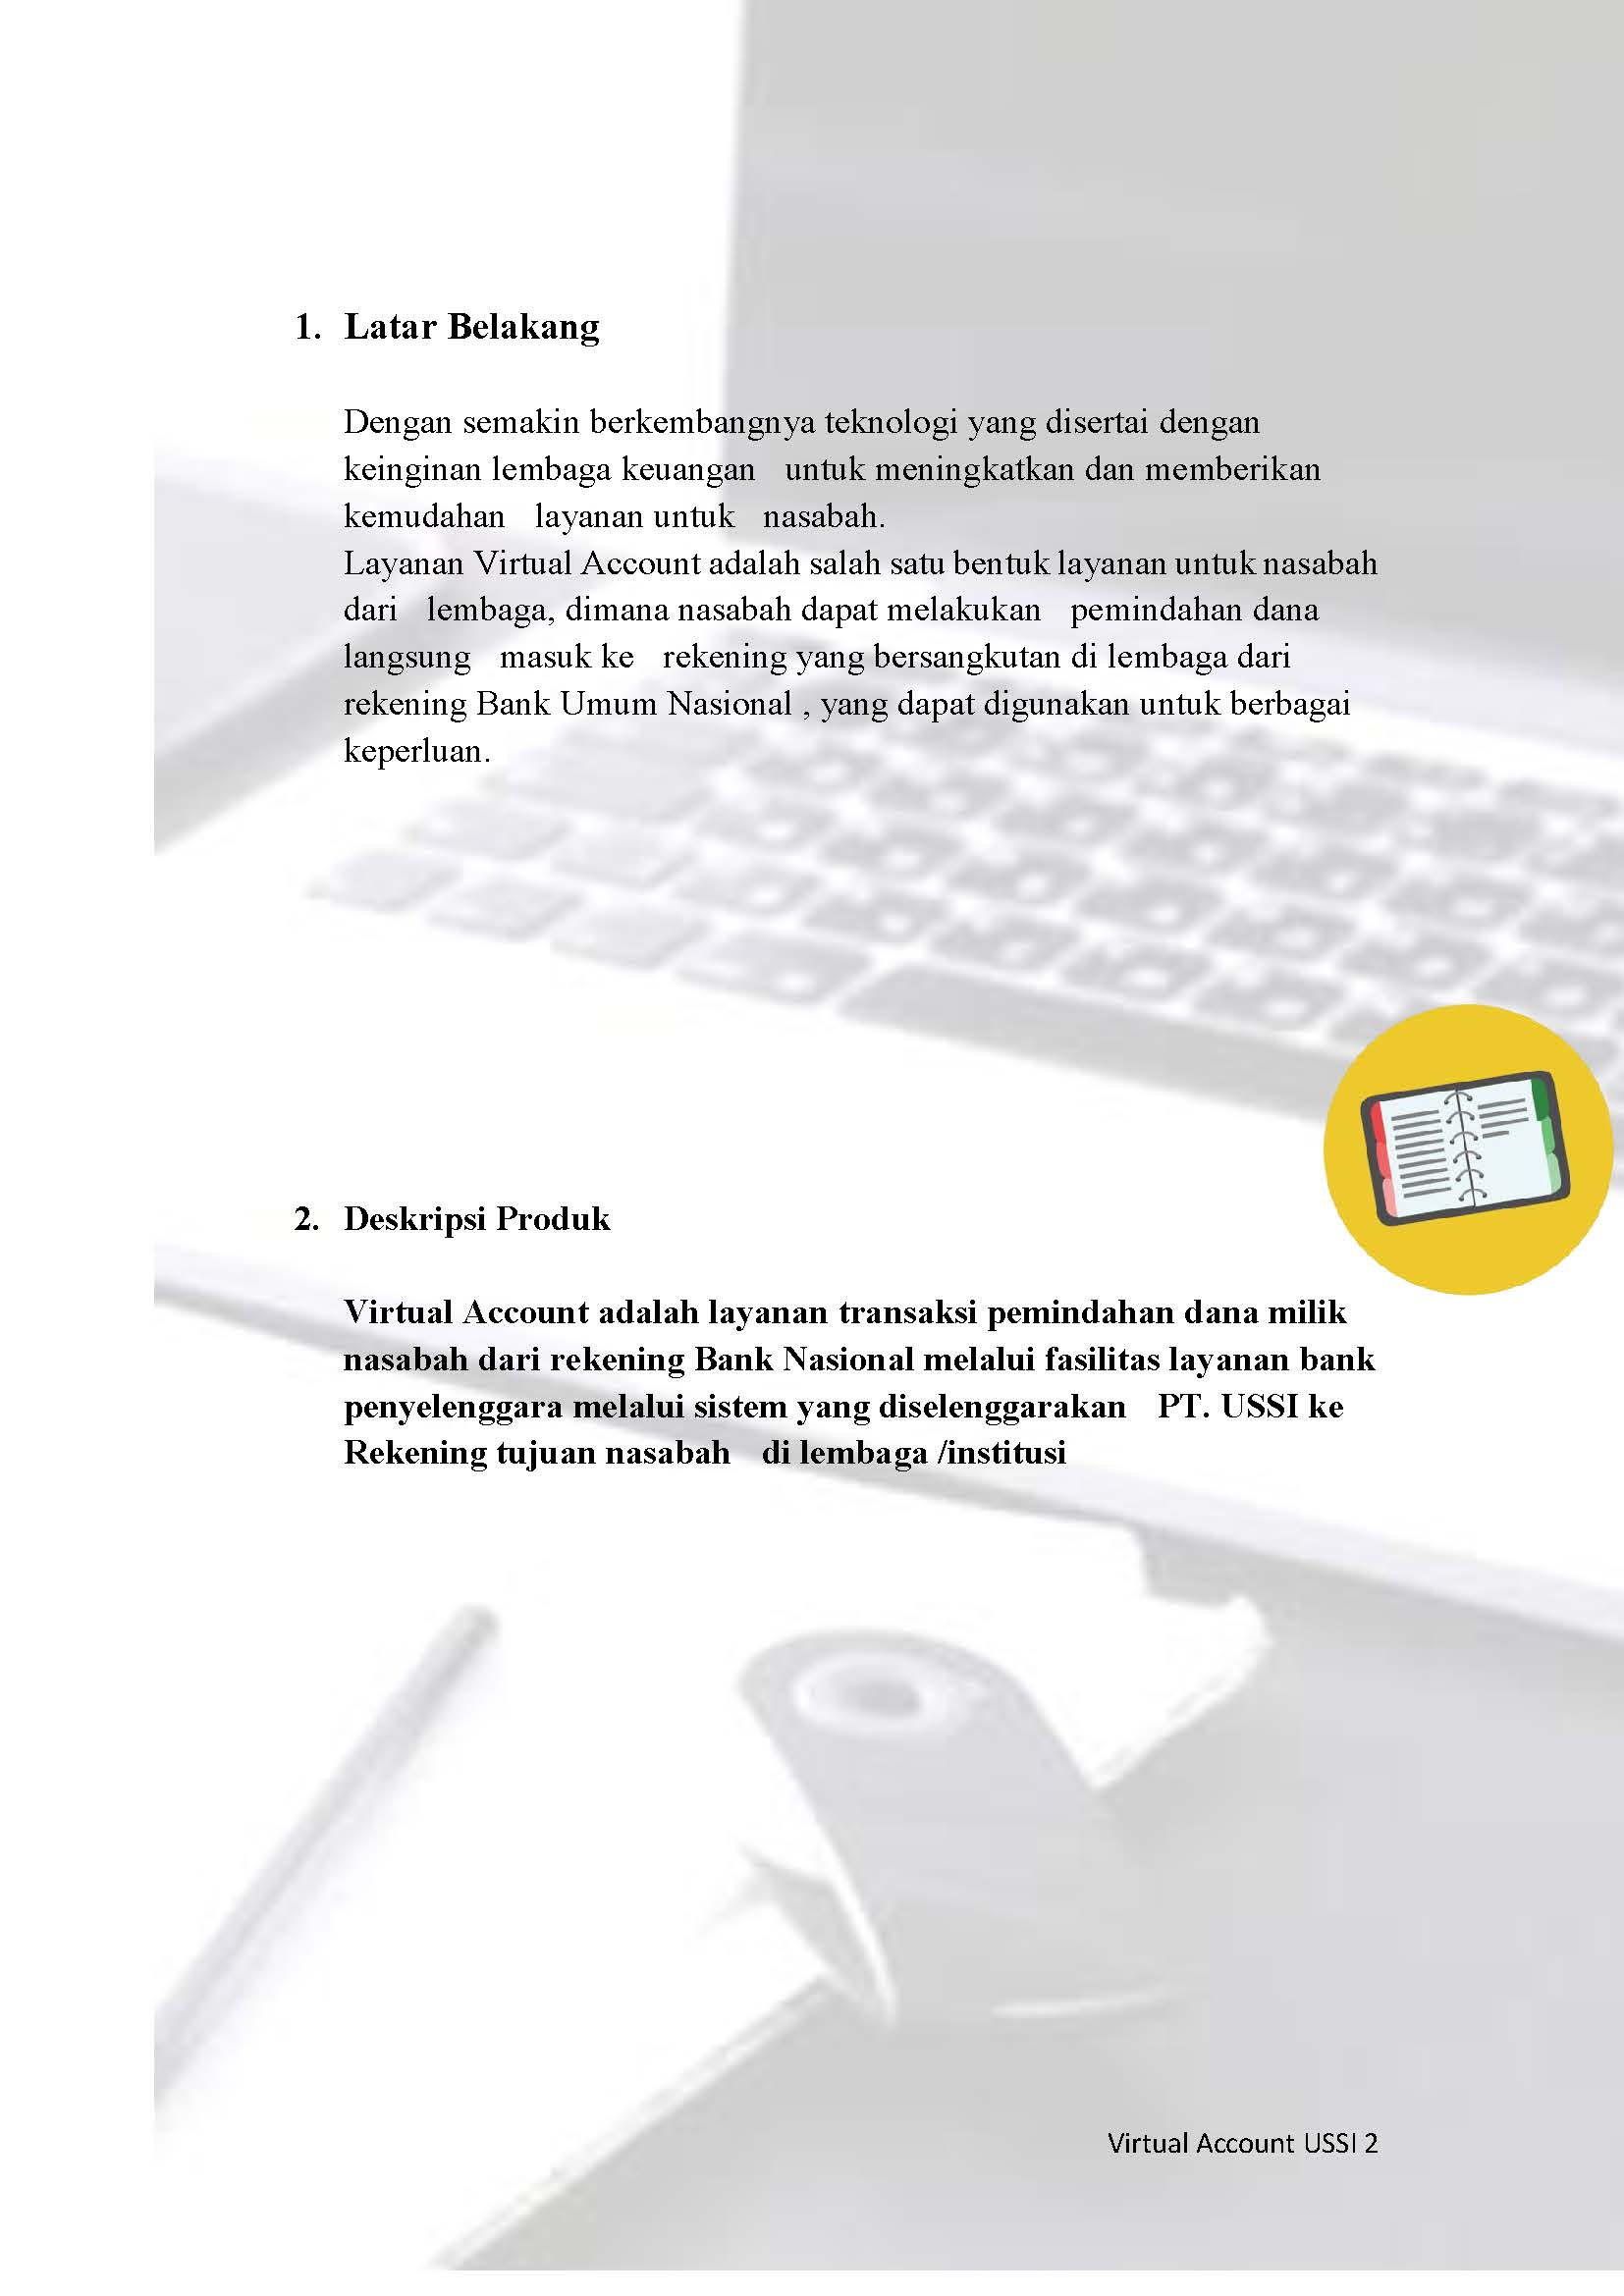 1. Latar Belakang
Dengan semakin berkembangnya teknologi yang disertai dengan
keinginan lembaga keuangan untuk meningkatkan dan memberikan
kemudahan layanan untuk nasabah.
Layanan Virtual Account adalah salah satu bentuk layanan untuk nasabah
dari lembaga, dimana nasabah dapat melakukan pemindahan dana
langsung masuk ke rekening yang bersangkutan di lembaga dari
rekening Bank Umum Nasional , yang dapat digunakan untuk berbagai
keperluan.
2. Deskripsi Produk
Virtual Account adalah layanan transaksi pemindahan dana milik
nasabah dari rekening Bank Nasional melalui fasilitas layanan bank
penyelenggara melalui sistem yang diselenggarakan PT. USSI ke
Rekening tujuan nasabah di lembaga /institusi
Virtual Account USSI 2